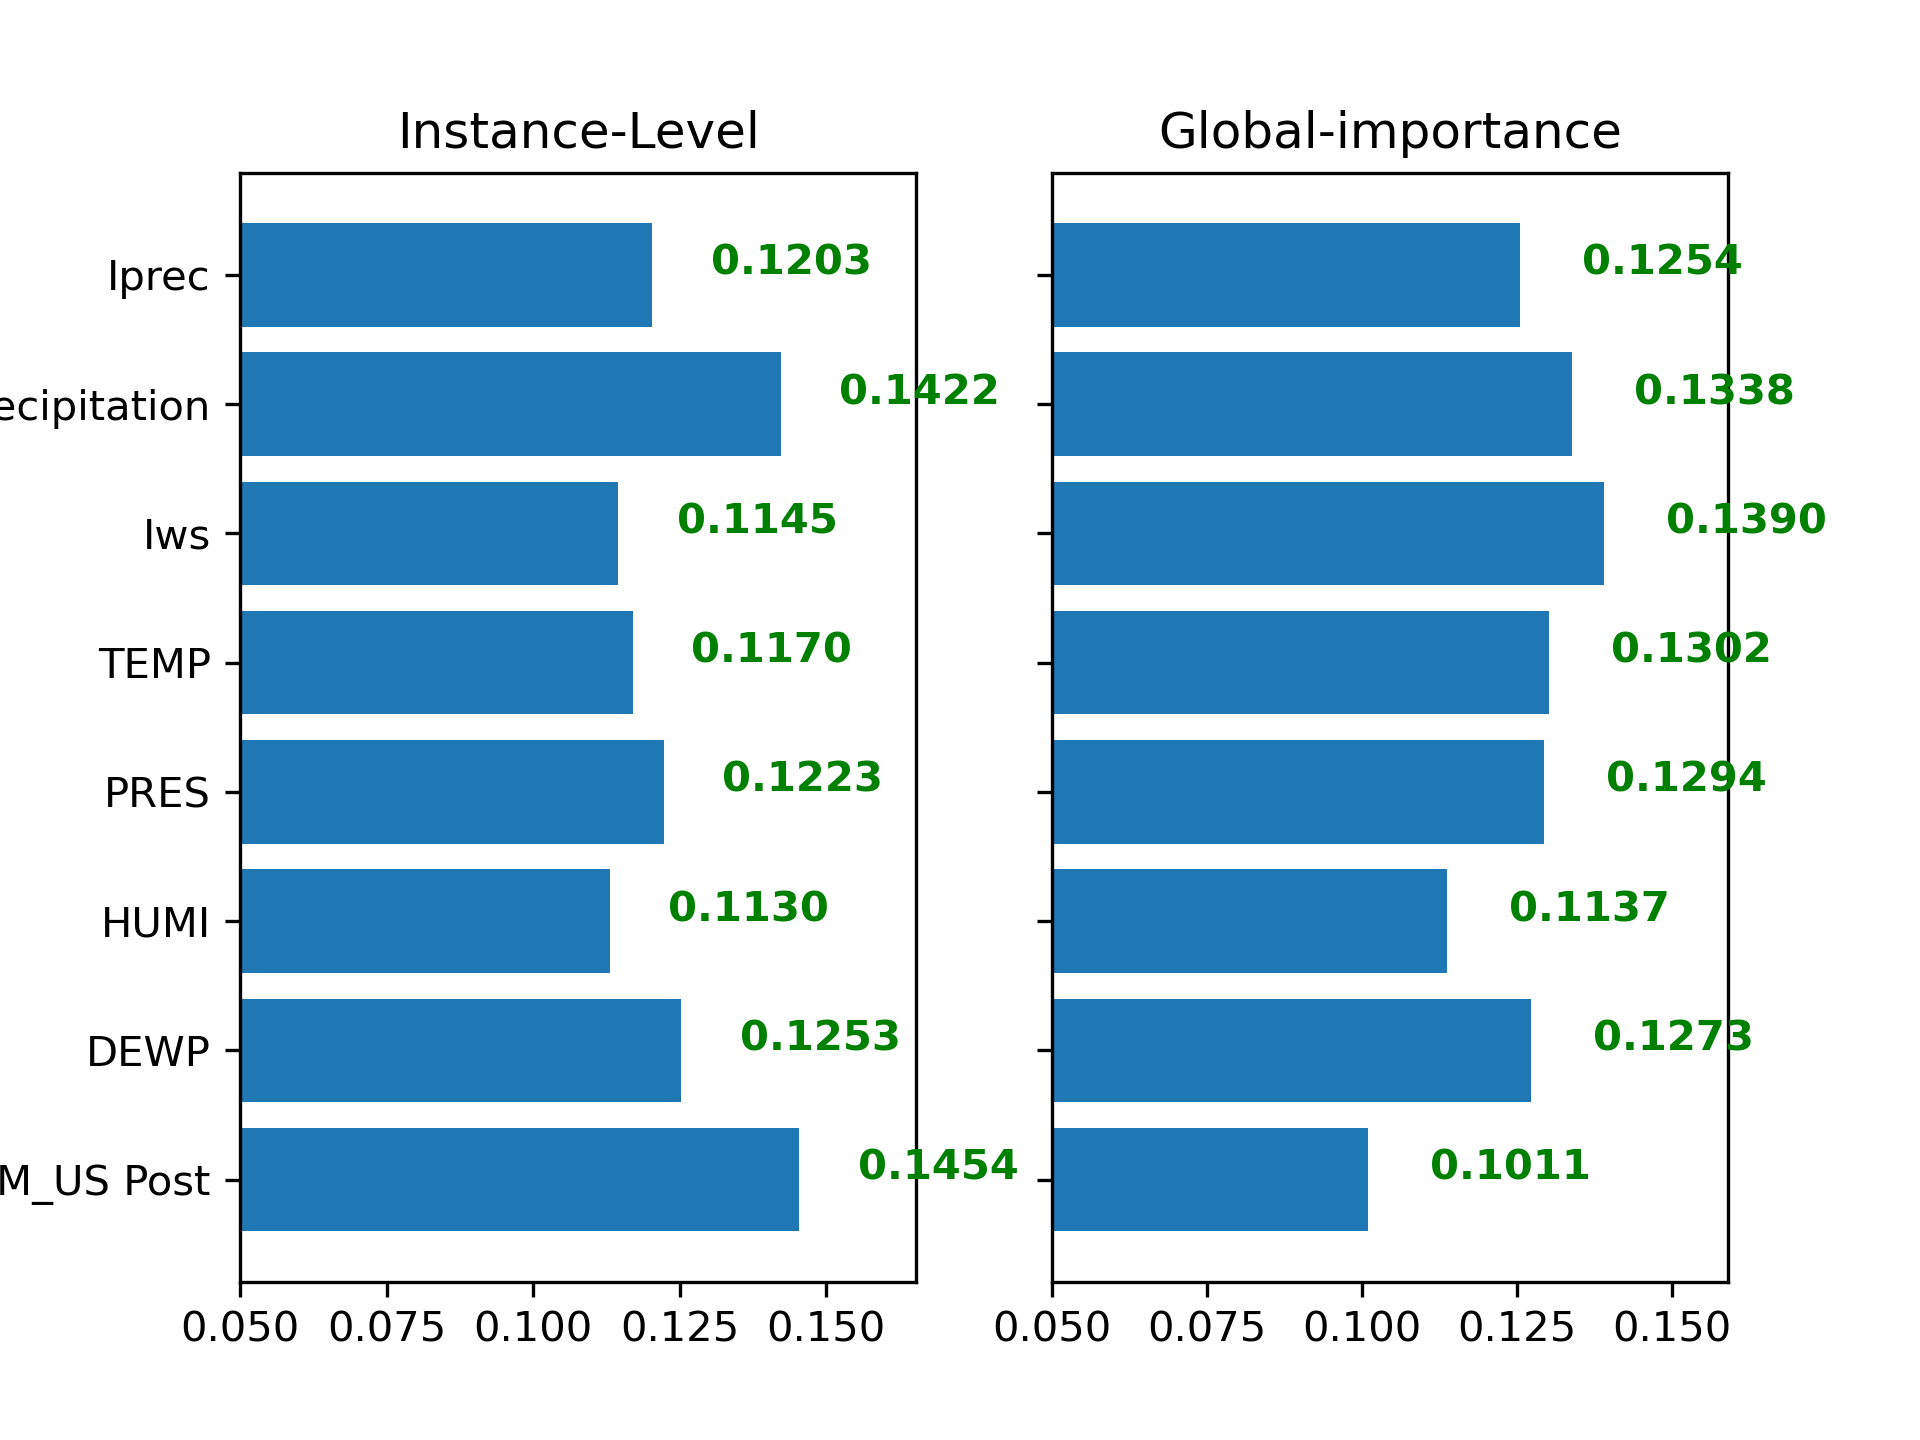 Instance-Level
Iprec
ecipitation
Iws
TEMP
PRES
HUMI
DEWP
M_US Post
0.1203
0.1422
0.1145
0.1170
0.1223
0.1130
0.1253
0.1454
0.050 0.075 0.100 0.125 0.150
Global-importance
0.1254
0.1338
0.1390
0.1302
0.1294
0.1137
0.1273
0.1011
0.050 0.075 0.100 0.125 0.150